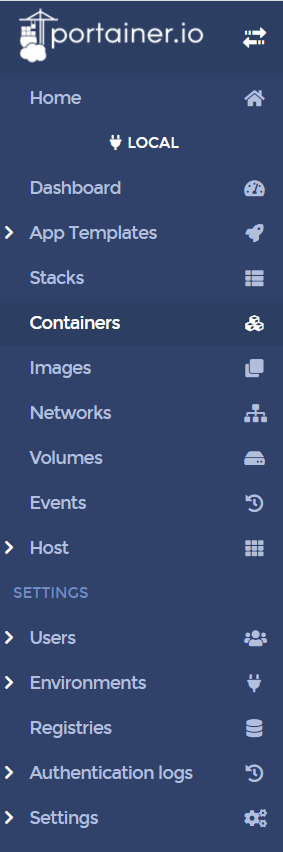 portainer.io
Home
LOCAL
Dashboard
App Templates
Stacks
Containers
Images
Networks
Volumes
Events
Host
SETTINGS
Users
Environments
Registries
Authentication logs
Settings